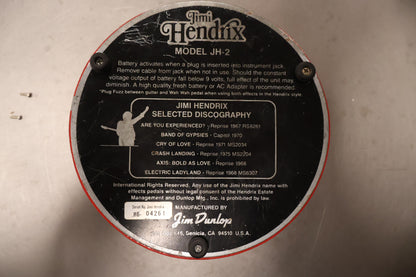 Jimi
Hendrix
MODEL JH-2
Battery activates when a plug is inserted into instrument jack.
Remove cable from jack when not in use. Should the constant
voltage output of battery fall below 9 volts, full effect of the unit may
diminish. A high quality fresh battery or AC Adapter is recommended
*Plug Fuzz between guitar and Wah Wah pedal when using both effects in the Hendrix style.
JIMI HENDRIX
SELECTED DISCOGRAPHY
ARE YOU EXPERIENCED? - Reprise 1967 RS6261
BAND OF GYPSIES - Capitol 1970
CRY OF LOVE - Reprise 1971 MS2034
CRASH LANDING - Reprise 1975 MS2204
AXIS: BOLD AS LOVE - Reprise 1968
ELECTRIC LADYLAND - Reprise 1968 MS6307
International Rights Reserved. Any use of the Jimi Hendrix name with
effects pedals without legal consent of the Hendrix Estate
Management and Dunlop Mfg., Inc. is prohibited by law.
Serial No. Jimi Hendrix
04261
MANUFACTURED BY
Jim Dunlop
846, Benicia, CA 94510 U.S.A.